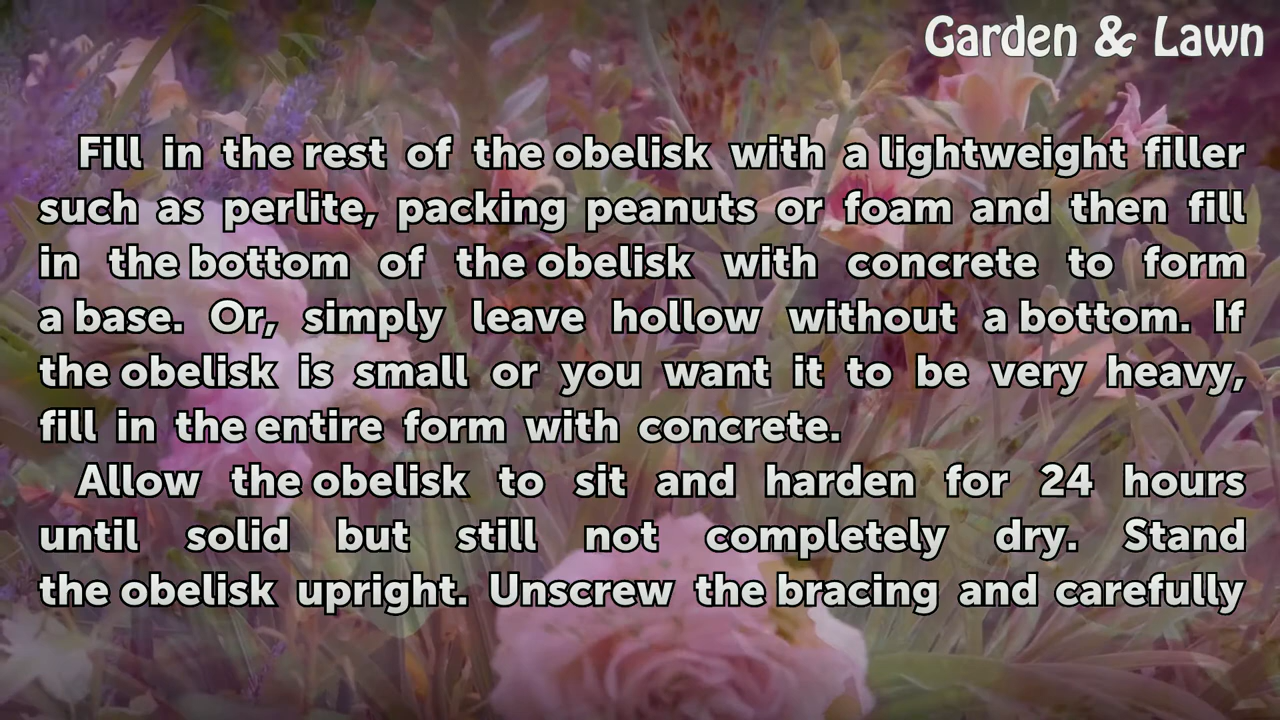 Garden & Lawn
Fill in the rest of the obelisk with a lightweight filler
such as perlite, packing peanuts or foam and then fill
in the bottom of the obelisk with concrete to form
a base. Or, simply leave hollow without a bottom. If
the obelisk is small or you want it to be very heavy,
fill in the entire form with concrete.
Allow the obelisk to sit and harden for 24 hours
until solid but still not completely dry. Stand
the obelisk upright. Unscrew the bracing and carefully